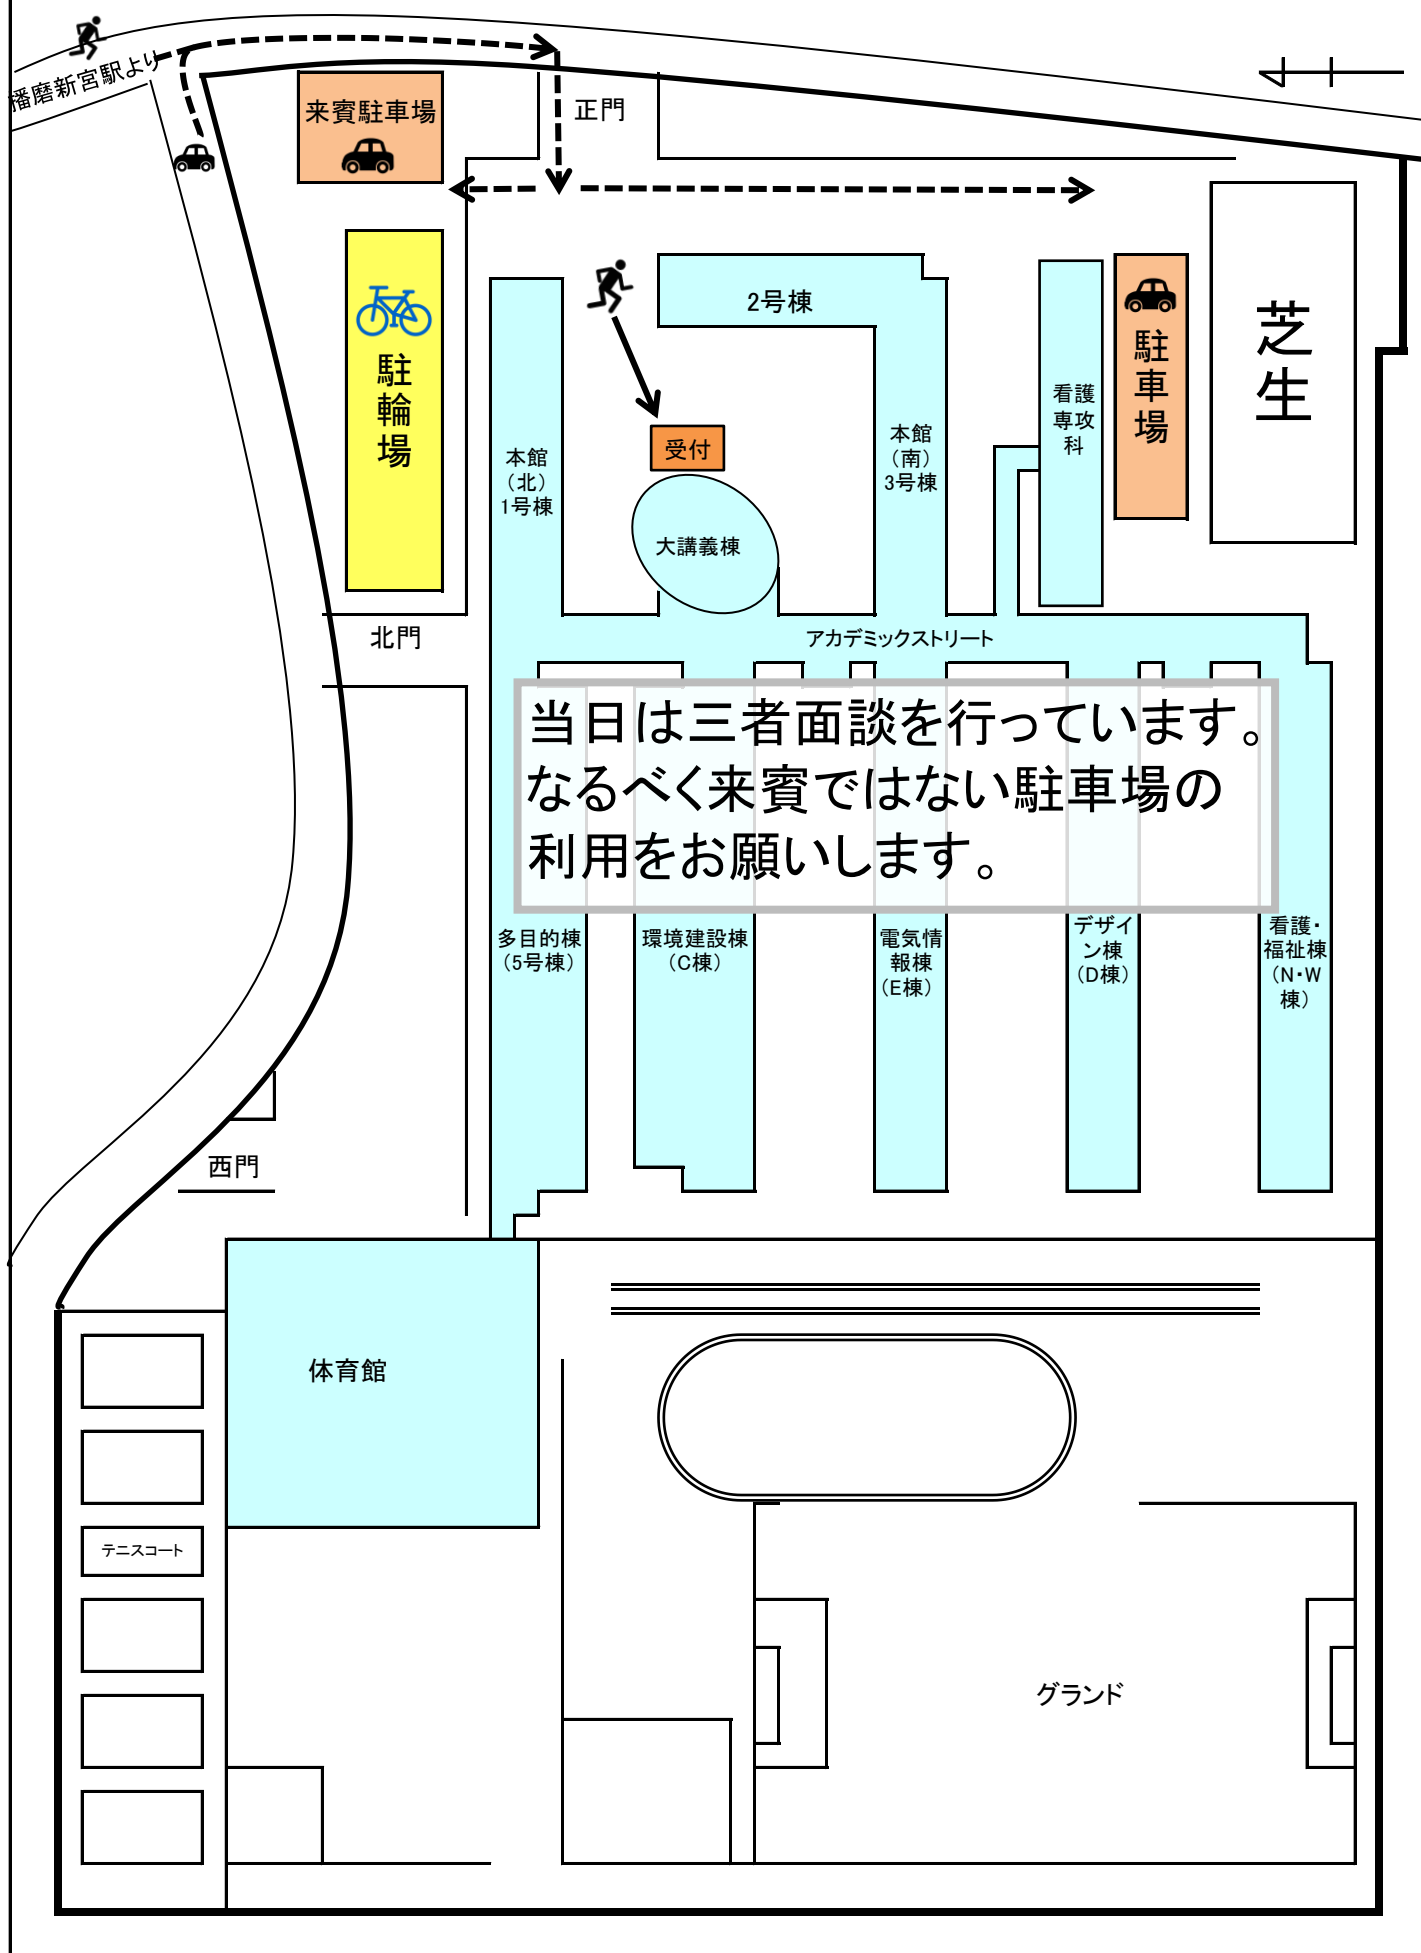 播磨新宮駅より
来賓駐車場
正門
駐
輪
場
2号棟
本館
（北）
1号棟
受付
大講義棟
本館
（南）
3号棟
看護
専攻
科
駐
車
場
芝
生
北門
アカデミックストリート
当日は三者面談を行っています。
なるべく来賓ではない駐車場の
利用をお願いします。
多目的棟
（5号棟）
環境建設棟
（C棟）
電気情
報棟
（E棟）
デザイ
ン棟
（D棟）
看護・
福祉棟
（N・W
棟）
西門
体育館
テニスコート
グランド